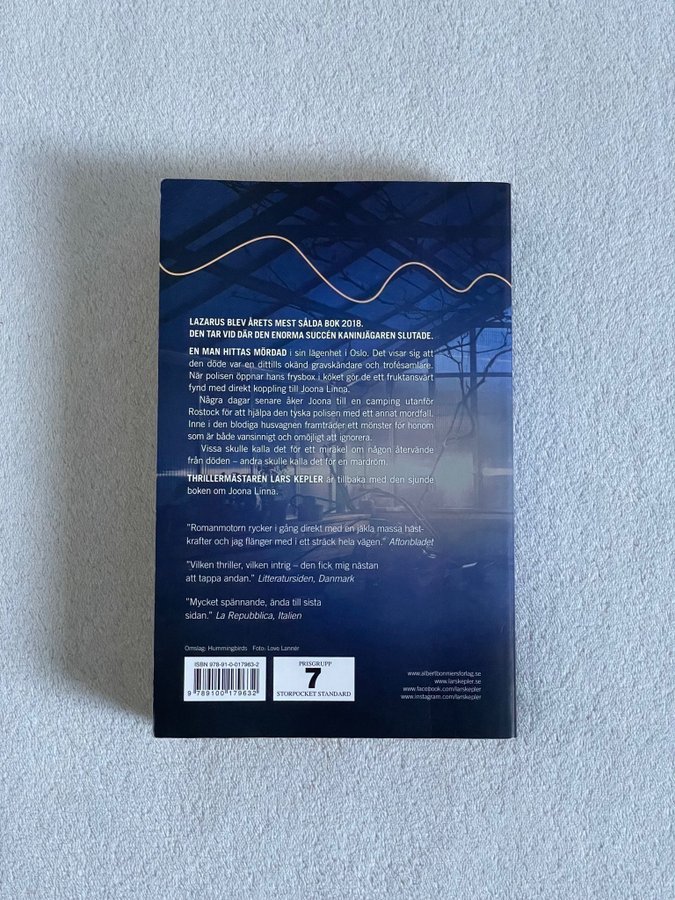 LAZARUS BLEV ÅRETS MEST SÅLDA BOK 2018.
DEN TAR VID DÄR DEN ENORMA SUCCÉN KANINJÄGAREN SLUTADE.
EN MAN HITTAS MÖRDAD i sin lägenhet i Oslo. Det visar sig att
den döde var en dittills okänd gravskändare och trofésamlare.
När polisen öppnar hans frysbox i köket gör de ett fruktansvärt
fynd med direkt koppling till Joona Linna.
Några dagar senare åker Joona till en camping utanför
Rostock för att hjälpa den tyska polisen med ett annat mordfall.
Inne i den blodiga husvagnen framträder ett mönster för honom
som är både vansinnigt och omöjligt att ignorera.
Vissa skulle kalla det för ett mirakel om någon återvände
från döden – andra skulle kalla det för en mardröm.
THRILLERMÄSTAREN LARS KEPLER är tillbaka med den sjunde
boken om Joona Linna.
"Romanmotorn rycker i gång direkt med en jäkla massa häst-
krafter och jag flänger med i ett sträck hela vägen." Aftonbladet
"Vilken thriller, vilken intrig – den fick mig nästan
att tappa andan." Litteratursiden, Danmark
"Mycket spännande, ända till sista
sidan." La Repubblica, Italien
Omslag: Hummingbirds Foto: Love Lannér
ISBN 978-91-0-017963-2
9 789100 179632
PRISGRUPP
7
STORPOCKET STANDARD
www.albertbonniersforlag.se
www.larskepler.se
www.facebook.com/larskepler
www.instagram.com/larskepler